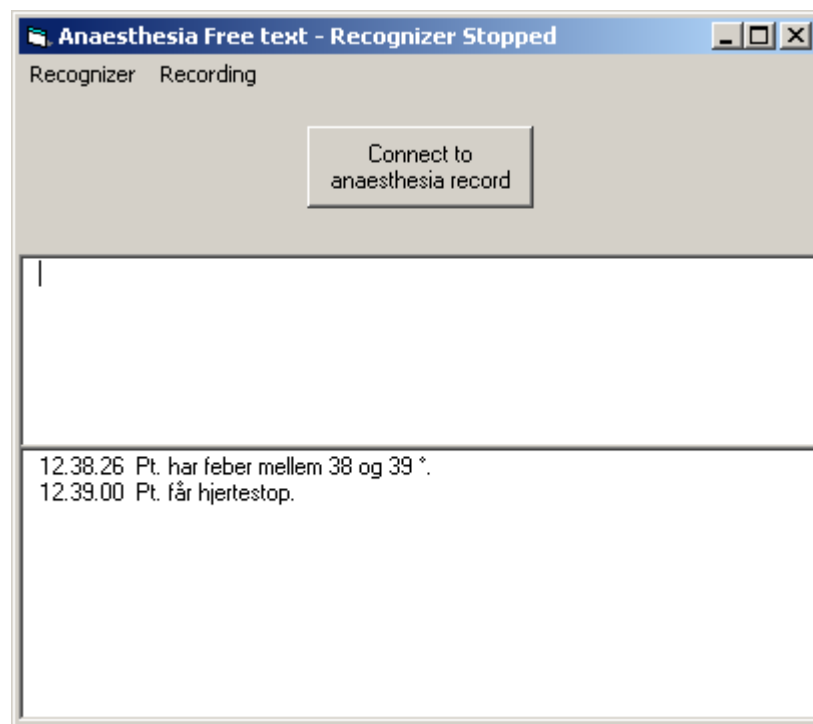 Anaesthesia Free text - Recognizer Stopped
Recognizer Recording
Connect to
anaesthesia record
12.38.26 Pt. har feber mellem 38 og 39 °.
12.39.00 Pt. får hjertestop.